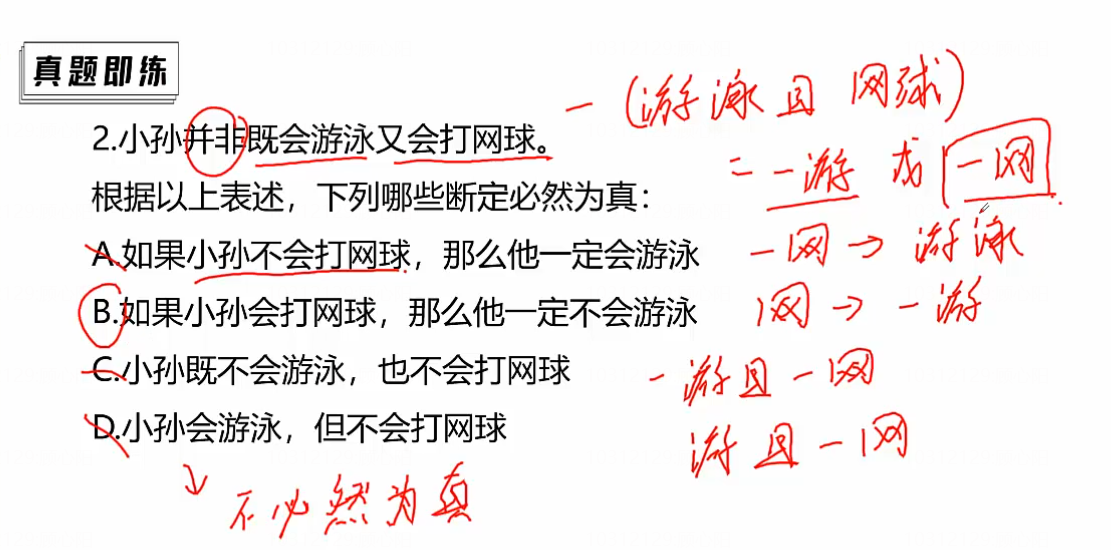 真题即练
－（游泳且网球）
2.小孙并非既会游泳又会打网球。
＝－游 或 －网
根据以上表述，下列哪些断定必然为真：
A.如果小孙不会打网球，那么他一定会游泳
－网→游泳
B.如果小孙会打网球，那么他一定不会游泳
网→－游
C.小孙既不会游泳，也不会打网球
－游且－网
D.小孙会游泳，但不会打网球
游且－网
↓不必然为真